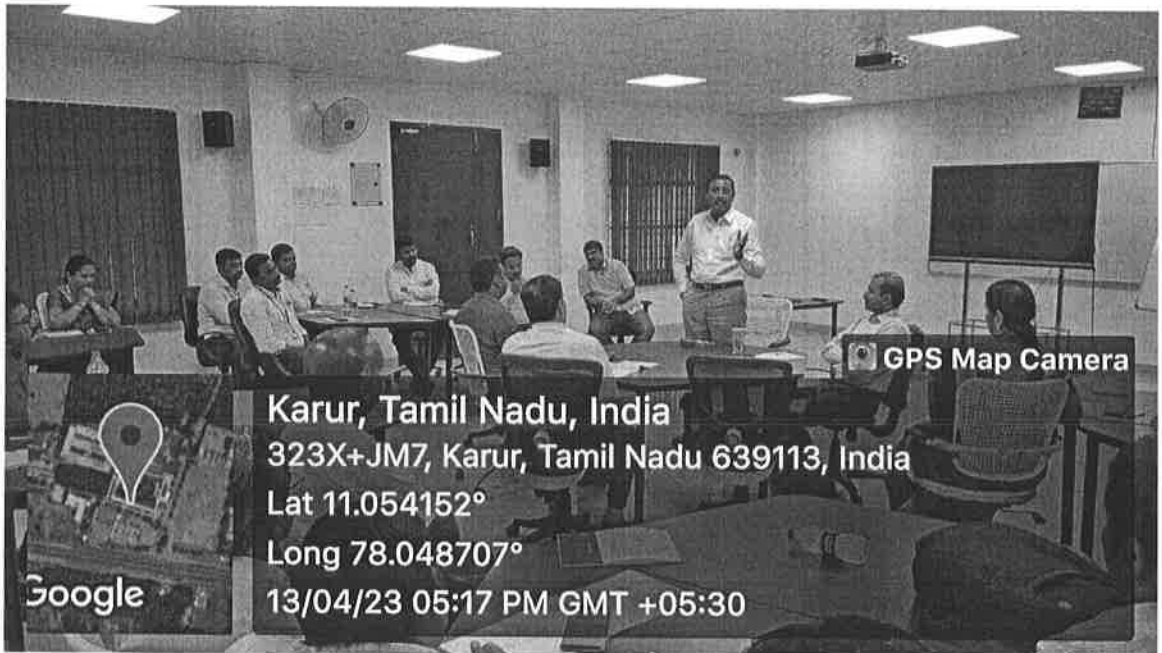 GPS Map Camera
Karur, Tamil Nadu, India
323X+JM7, Karur, Tamil Nadu 639113, India
Lat 11.054152°
Long 78.048707°
13/04/23 05:17 PM GMT +05:30
Google